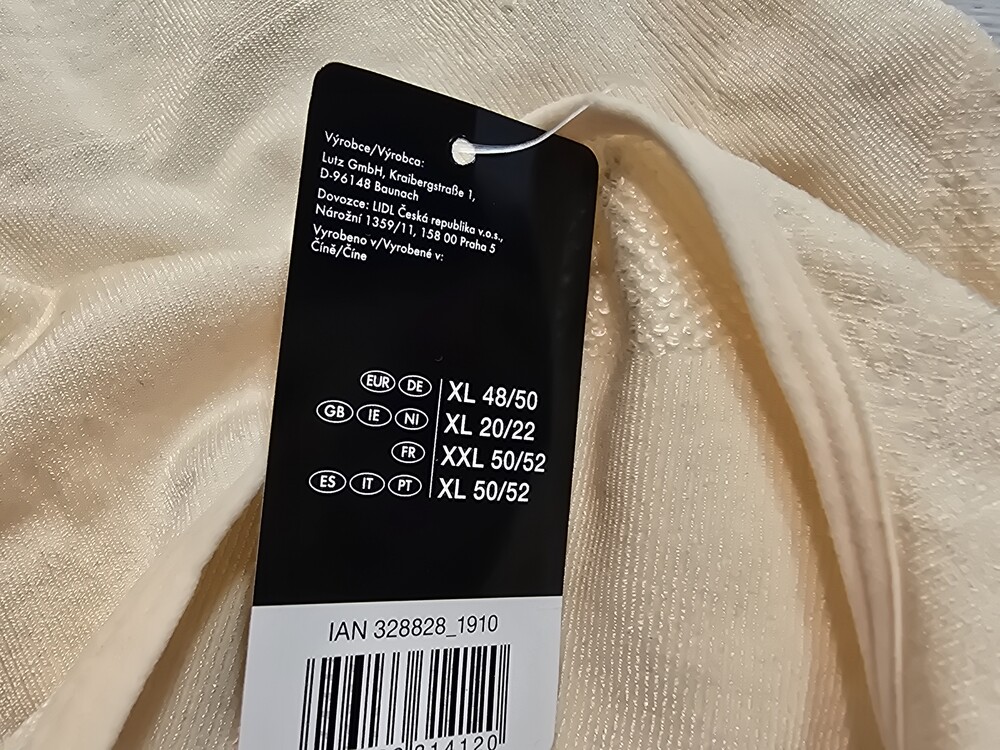 Výrobce/Výrobca:
Lutz GmbH, Kraibergstraße 1,
D-96148 Baunach
Dovozce: LIDL Česká republika v.o.s.,
Nárožní 1359/11, 158 00 Praha 5
Vyrobeno v/Vyrobené v:
Číně/Číne
EUR DE XL 48/50
GB IE NI XL 20/22
FR XXL 50/52
ES IT PT XL 50/52
IAN 328828_1910